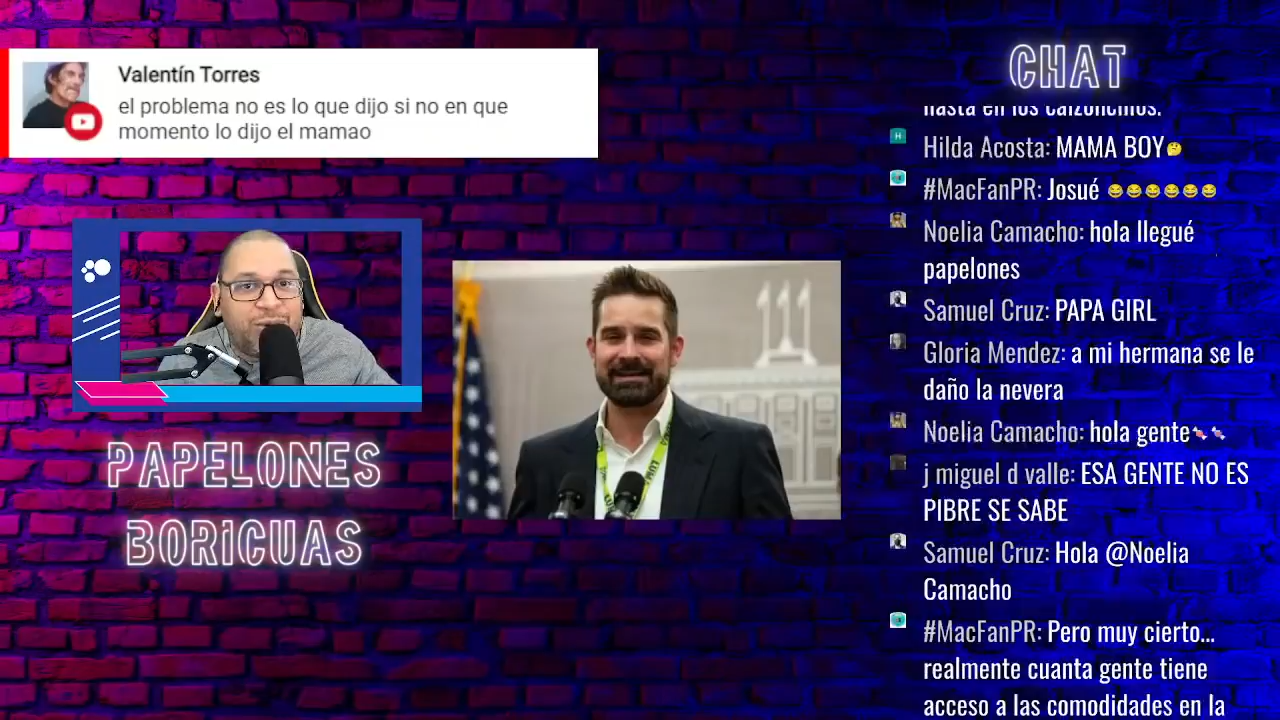 Valentín Torres
el problema no es lo que dijo si no en que
momento lo dijo el mamao
PAPELONES
BORICUAS
CHAT
hasta en los calzoncillos.
Hilda Acosta: MAMA BOY🤔
#MacFanPR: Josué 😂😂😂😂😂😂
Noelia Camacho: hola llegué
papelones
Samuel Cruz: PAPA GIRL
Gloria Mendez: a mi hermana se le
daño la nevera
Noelia Camacho: hola gente🍬🍬
j miguel d valle: ESA GENTE NO ES
PIBRE SE SABE
Samuel Cruz: Hola @Noelia
Camacho
#MacFanPR: Pero muy cierto...
realmente cuanta gente tiene
acceso a las comodidades en la